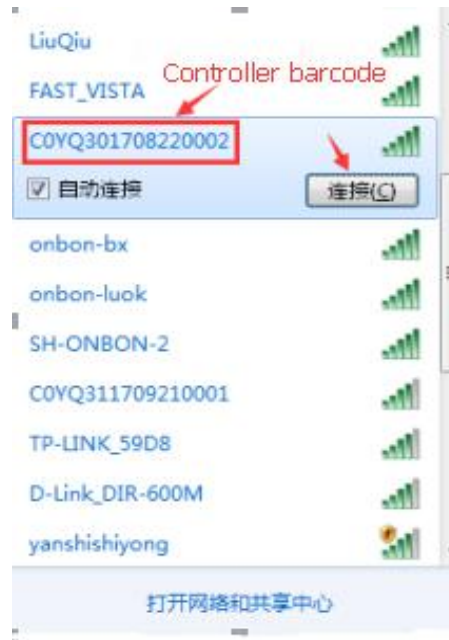 LiuQiu
Controller barcode
FAST_VISTA
C0YQ301708220002
自动连接 连接(C)
onbon-bx
onbon-luok
SH-ONBON-2
C0YQ311709210001
TP-LINK_59D8
D-Link_DIR-600M
yanshishiyong
打开网络和共享中心